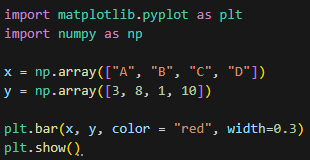 import matplotlib.pyplot as plt
import numpy as np
x = np.array(["A", "B", "C", "D"])
y = np.array([3, 8, 1, 10])
plt.bar(x, y, color = "red", width=0.3)
plt.show()